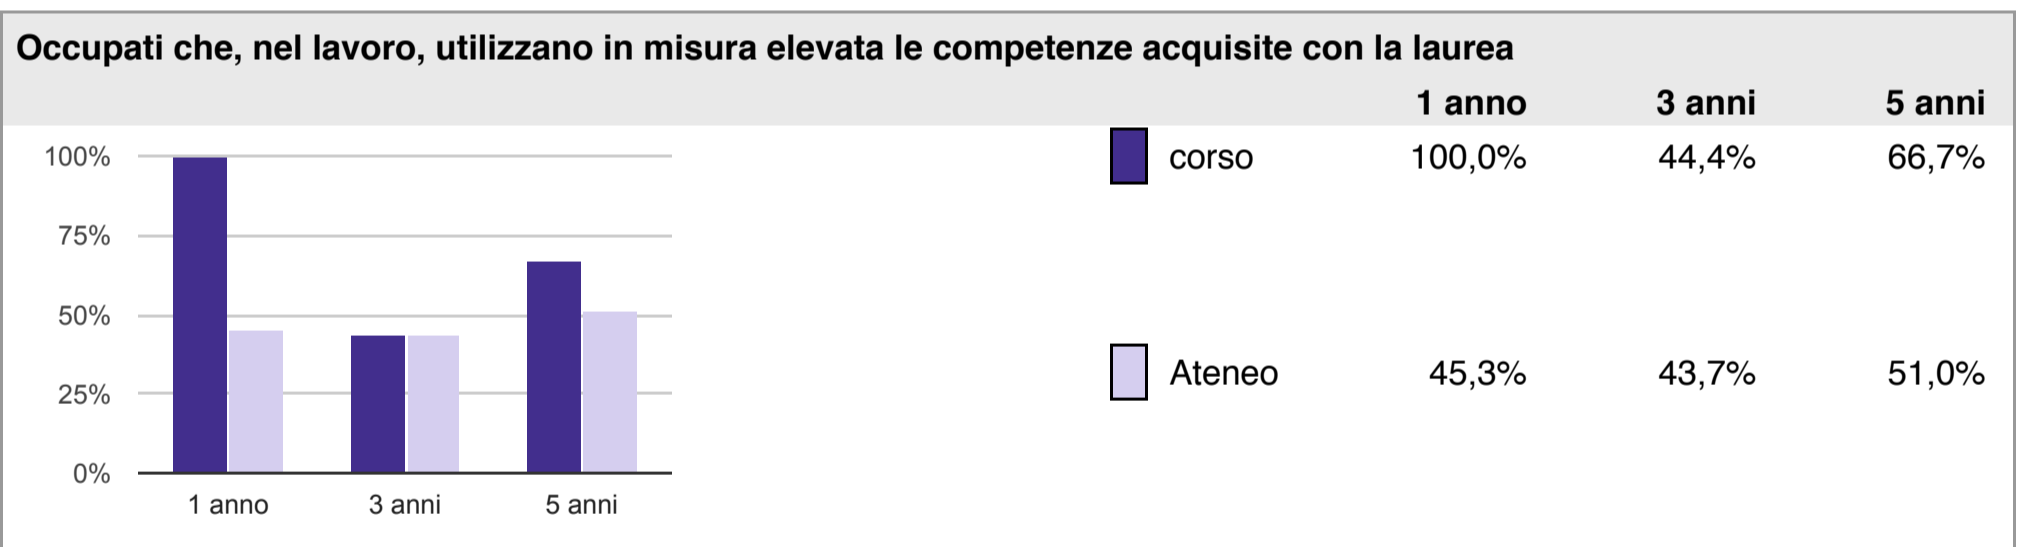 Occupati che, nel lavoro, utilizzano in misura elevata le competenze acquisite con la laurea
1 anno 3 anni 5 anni
100%
75%
50%
25%
0%
1 anno 3 anni 5 anni
corso 100,0% 44,4% 66,7%
Ateneo 45,3% 43,7% 51,0%